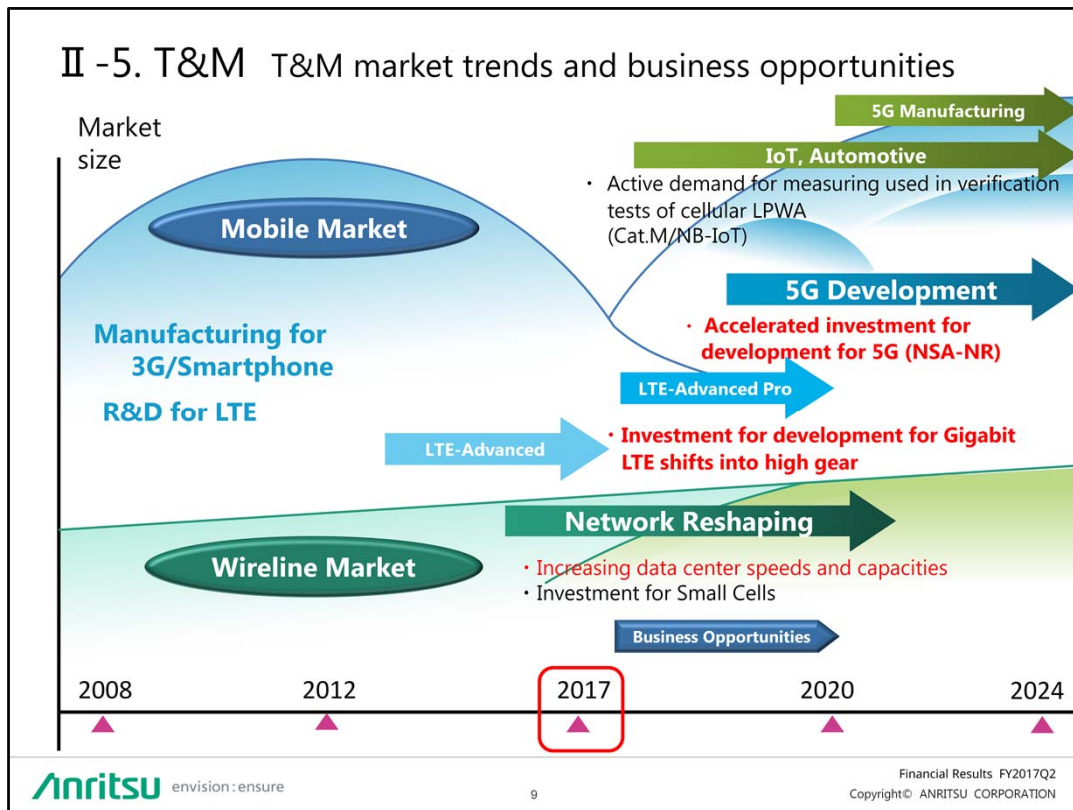 Ⅱ-5. T&M T&M market trends and business opportunities
Market
size
5G Manufacturing
IoT, Automotive
・ Active demand for measuring used in verification
tests of cellular LPWA
(Cat.M/NB-IoT)
Mobile Market
5G Development
・ Accelerated investment for
development for 5G (NSA-NR)
Manufacturing for
3G/Smartphone
R&D for LTE
LTE-Advanced Pro
LTE-Advanced
・Investment for development for Gigabit
LTE shifts into high gear
Network Reshaping
Wireline Market
・Increasing data center speeds and capacities
・Investment for Small Cells
Business Opportunities
2008 2012 2017 2020 2024
Anritsu envision:ensure
9
Financial Results FY2017Q2
Copyright© ANRITSU CORPORATION